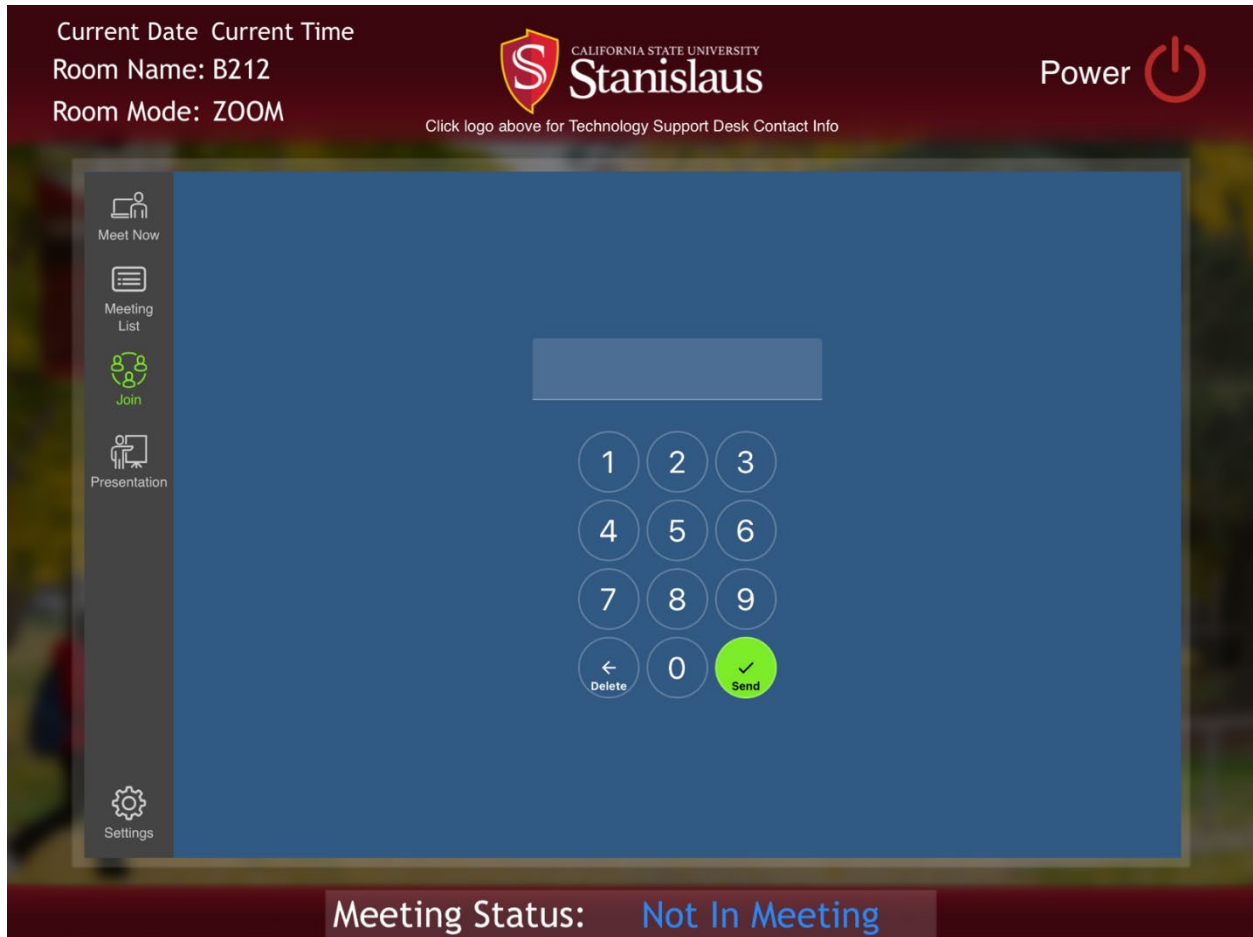 Current Date Current Time
Room Name: B212
Room Mode: ZOOM
CALIFORNIA STATE UNIVERSITY
Stanislaus
Click logo above for Technology Support Desk Contact Info
Power
Meet Now
Meeting
List
Join
Presentation
Settings
1 2 3
4 5 6
7 8 9
Delete 0 Send
Meeting Status: Not In Meeting